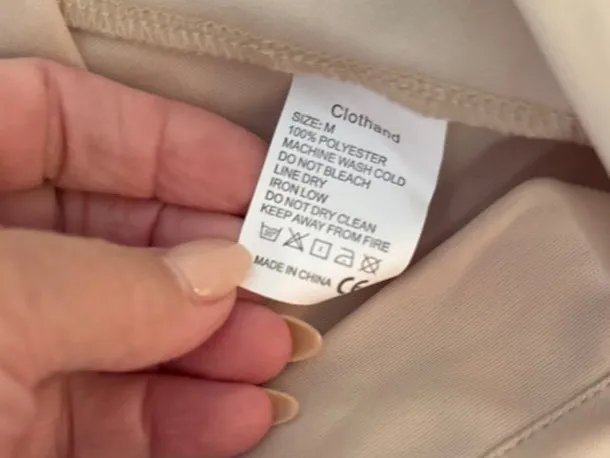 Clothand
SIZE: M
100% POLYESTER
MACHINE WASH COLD
DO NOT BLEACH
LINE DRY
IRON LOW
DO NOT DRY CLEAN
KEEP AWAY FROM FIRE
MADE IN CHINA CE